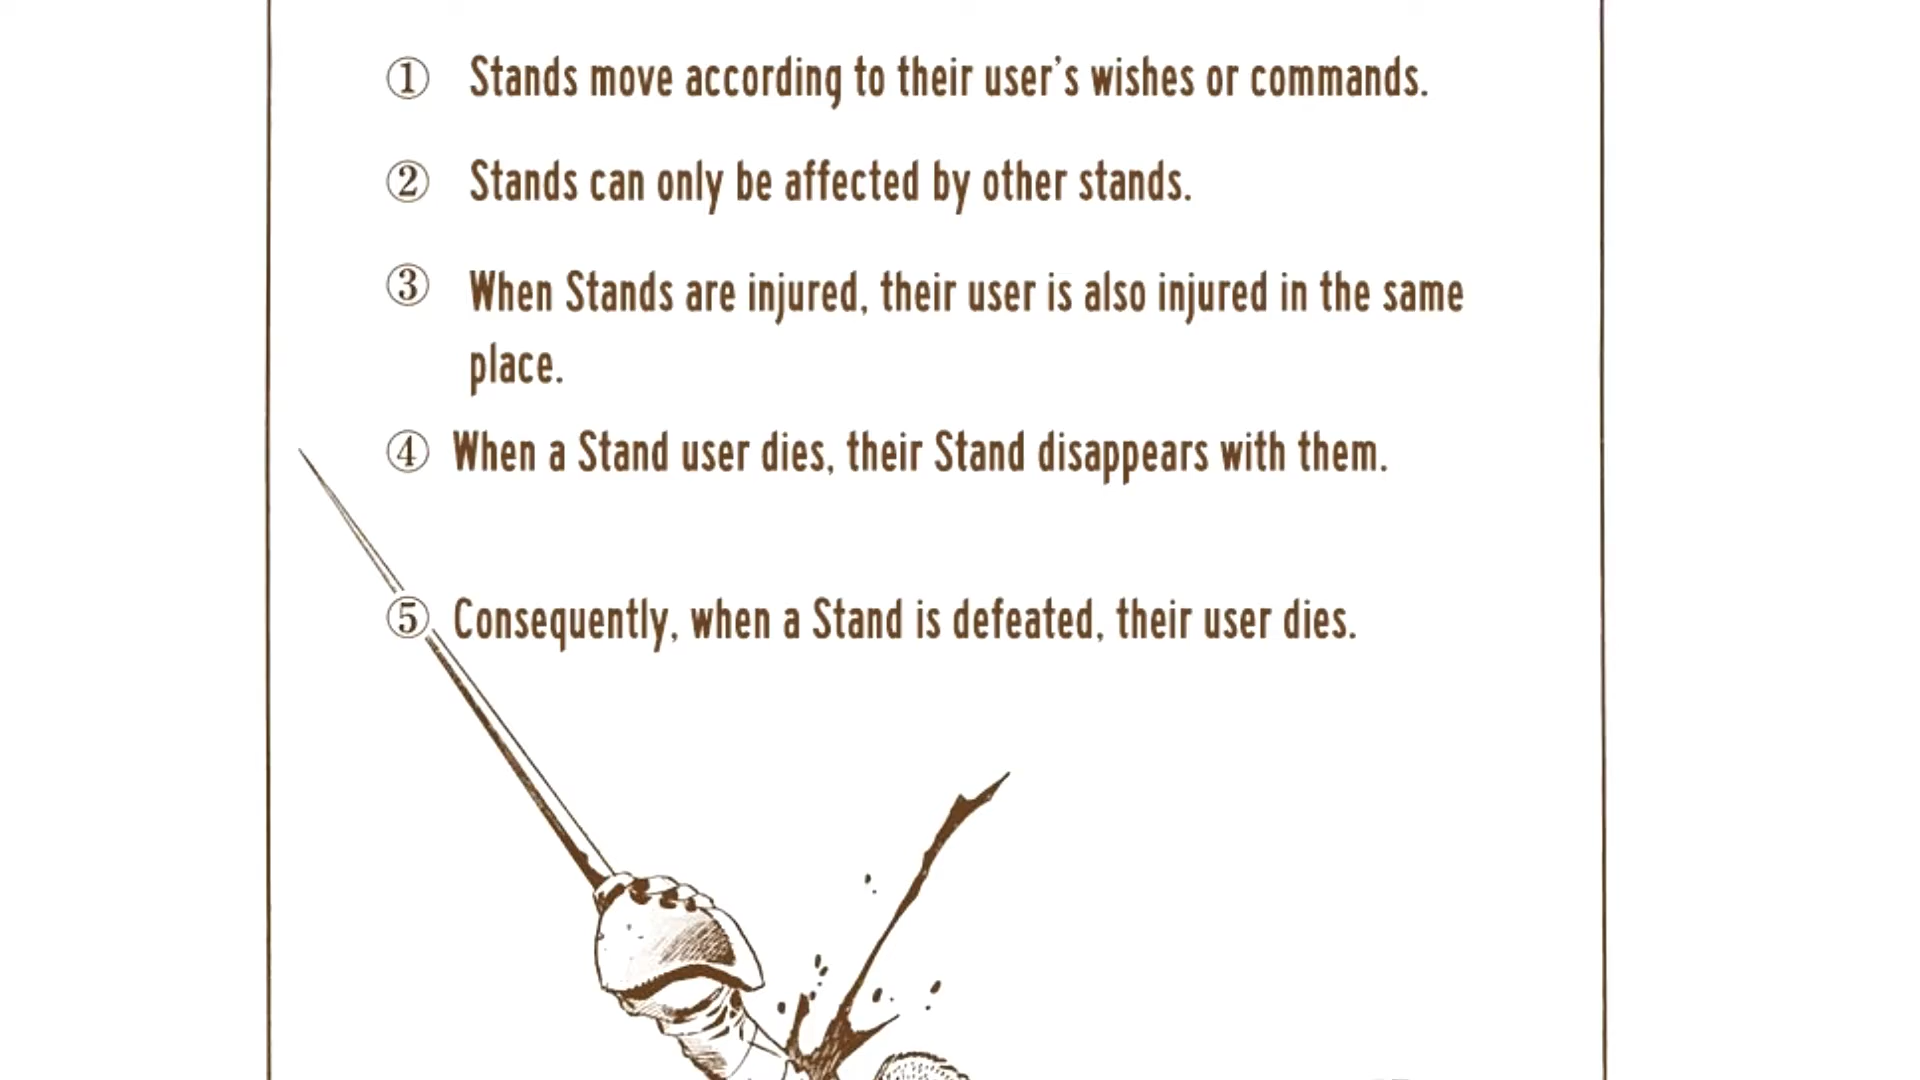 ① Stands move according to their user's wishes or commands.
② Stands can only be affected by other stands.
③ When Stands are injured, their user is also injured in the same
place.
④ When a Stand user dies, their Stand disappears with them.
⑤ Consequently, when a Stand is defeated, their user dies.